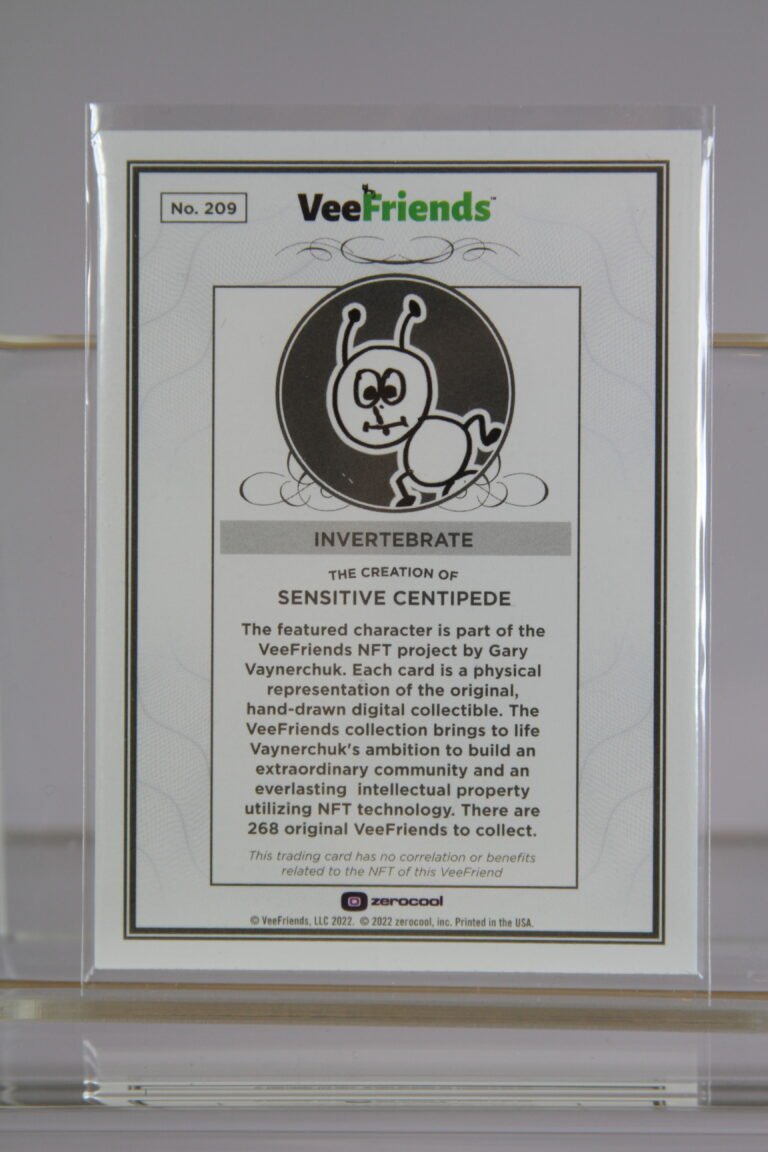 No. 209
VeeFriends™
INVERTEBRATE
THE CREATION OF
SENSITIVE CENTIPEDE
The featured character is part of the
VeeFriends NFT project by Gary
Vaynerchuk. Each card is a physical
representation of the original,
hand-drawn digital collectible. The
VeeFriends collection brings to life
Vaynerchuk's ambition to build an
extraordinary community and an
everlasting intellectual property
utilizing NFT technology. There are
268 original VeeFriends to collect.
This trading card has no correlation or benefits
related to the NFT of this VeeFriend
zerocool
© VeeFriends, LLC 2022. © 2022 zerocool, inc. Printed in the USA.